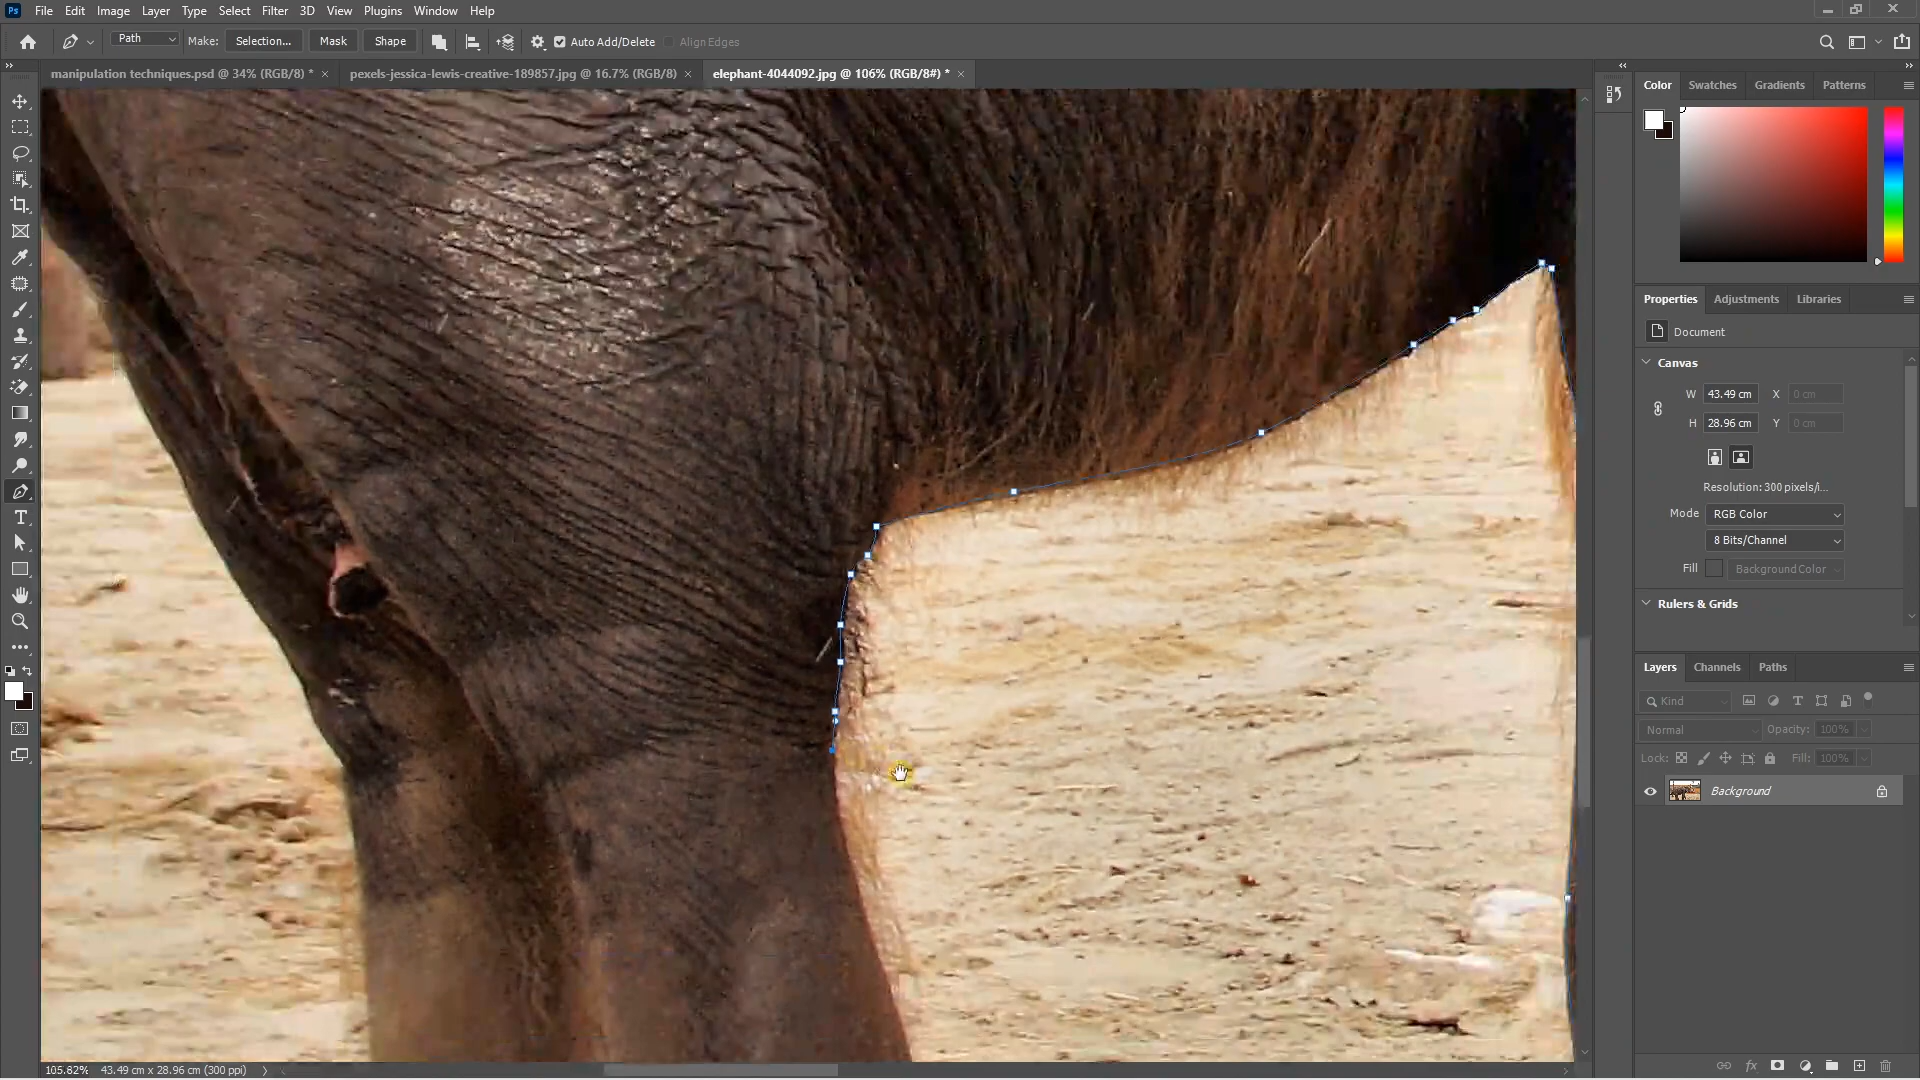 Ps File Edit Image Layer Type Select Filter 3D View Plugins Window Help
Path Make: Selection... Mask Shape Auto Add/Delete Align Edges
manipulation techniques.psd @ 34% (RGB/8) * × pexels-jessica-lewis-creative-189857.jpg @ 16.7% (RGB/8) × elephant-4044092.jpg @ 106% (RGB/8#) * ×
Color Swatches Gradients Patterns
Properties Adjustments Libraries
Document
Canvas
W 43.49 cm X 0 cm
H 28.96 cm Y 0 cm
Resolution: 300 pixels/i...
Mode RGB Color
8 Bits/Channel
Fill Background Color
Rulers & Grids
Layers Channels Paths
Kind
Normal Opacity: 100%
Lock: Fill: 100%
Background
105.82% 43.49 cm x 28.96 cm (300 ppi)